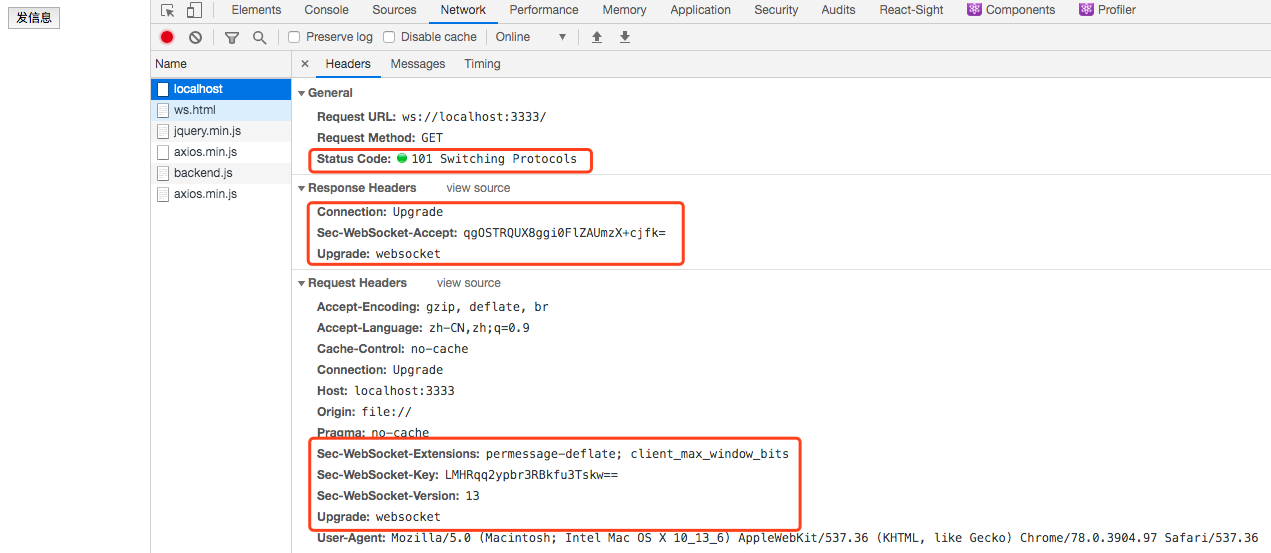 发信息
Elements Console Sources Network Performance Memory Application Security Audits React-Sight Components Profiler
Preserve log Disable cache Online
Name
Headers Messages Timing
localhost
ws.html
jquery.min.js
axios.min.js
backend.js
axios.min.js
General
Request URL: ws://localhost:3333/
Request Method: GET
Status Code: 101 Switching Protocols
Response Headers view source
Connection: Upgrade
Sec-WebSocket-Accept: qgOSTRQUX8ggi0FlZAUmzX+cjfk=
Upgrade: websocket
Request Headers view source
Accept-Encoding: gzip, deflate, br
Accept-Language: zh-CN,zh;q=0.9
Cache-Control: no-cache
Connection: Upgrade
Host: localhost:3333
Origin: file://
Pragma: no-cache
Sec-WebSocket-Extensions: permessage-deflate; client_max_window_bits
Sec-WebSocket-Key: LMHRqq2ypbr3RBkfu3Tskw==
Sec-WebSocket-Version: 13
Upgrade: websocket
User-Agent: Mozilla/5.0 (Macintosh; Intel Mac OS X 10_13_6) AppleWebKit/537.36 (KHTML, like Gecko) Chrome/78.0.3904.97 Safari/537.36